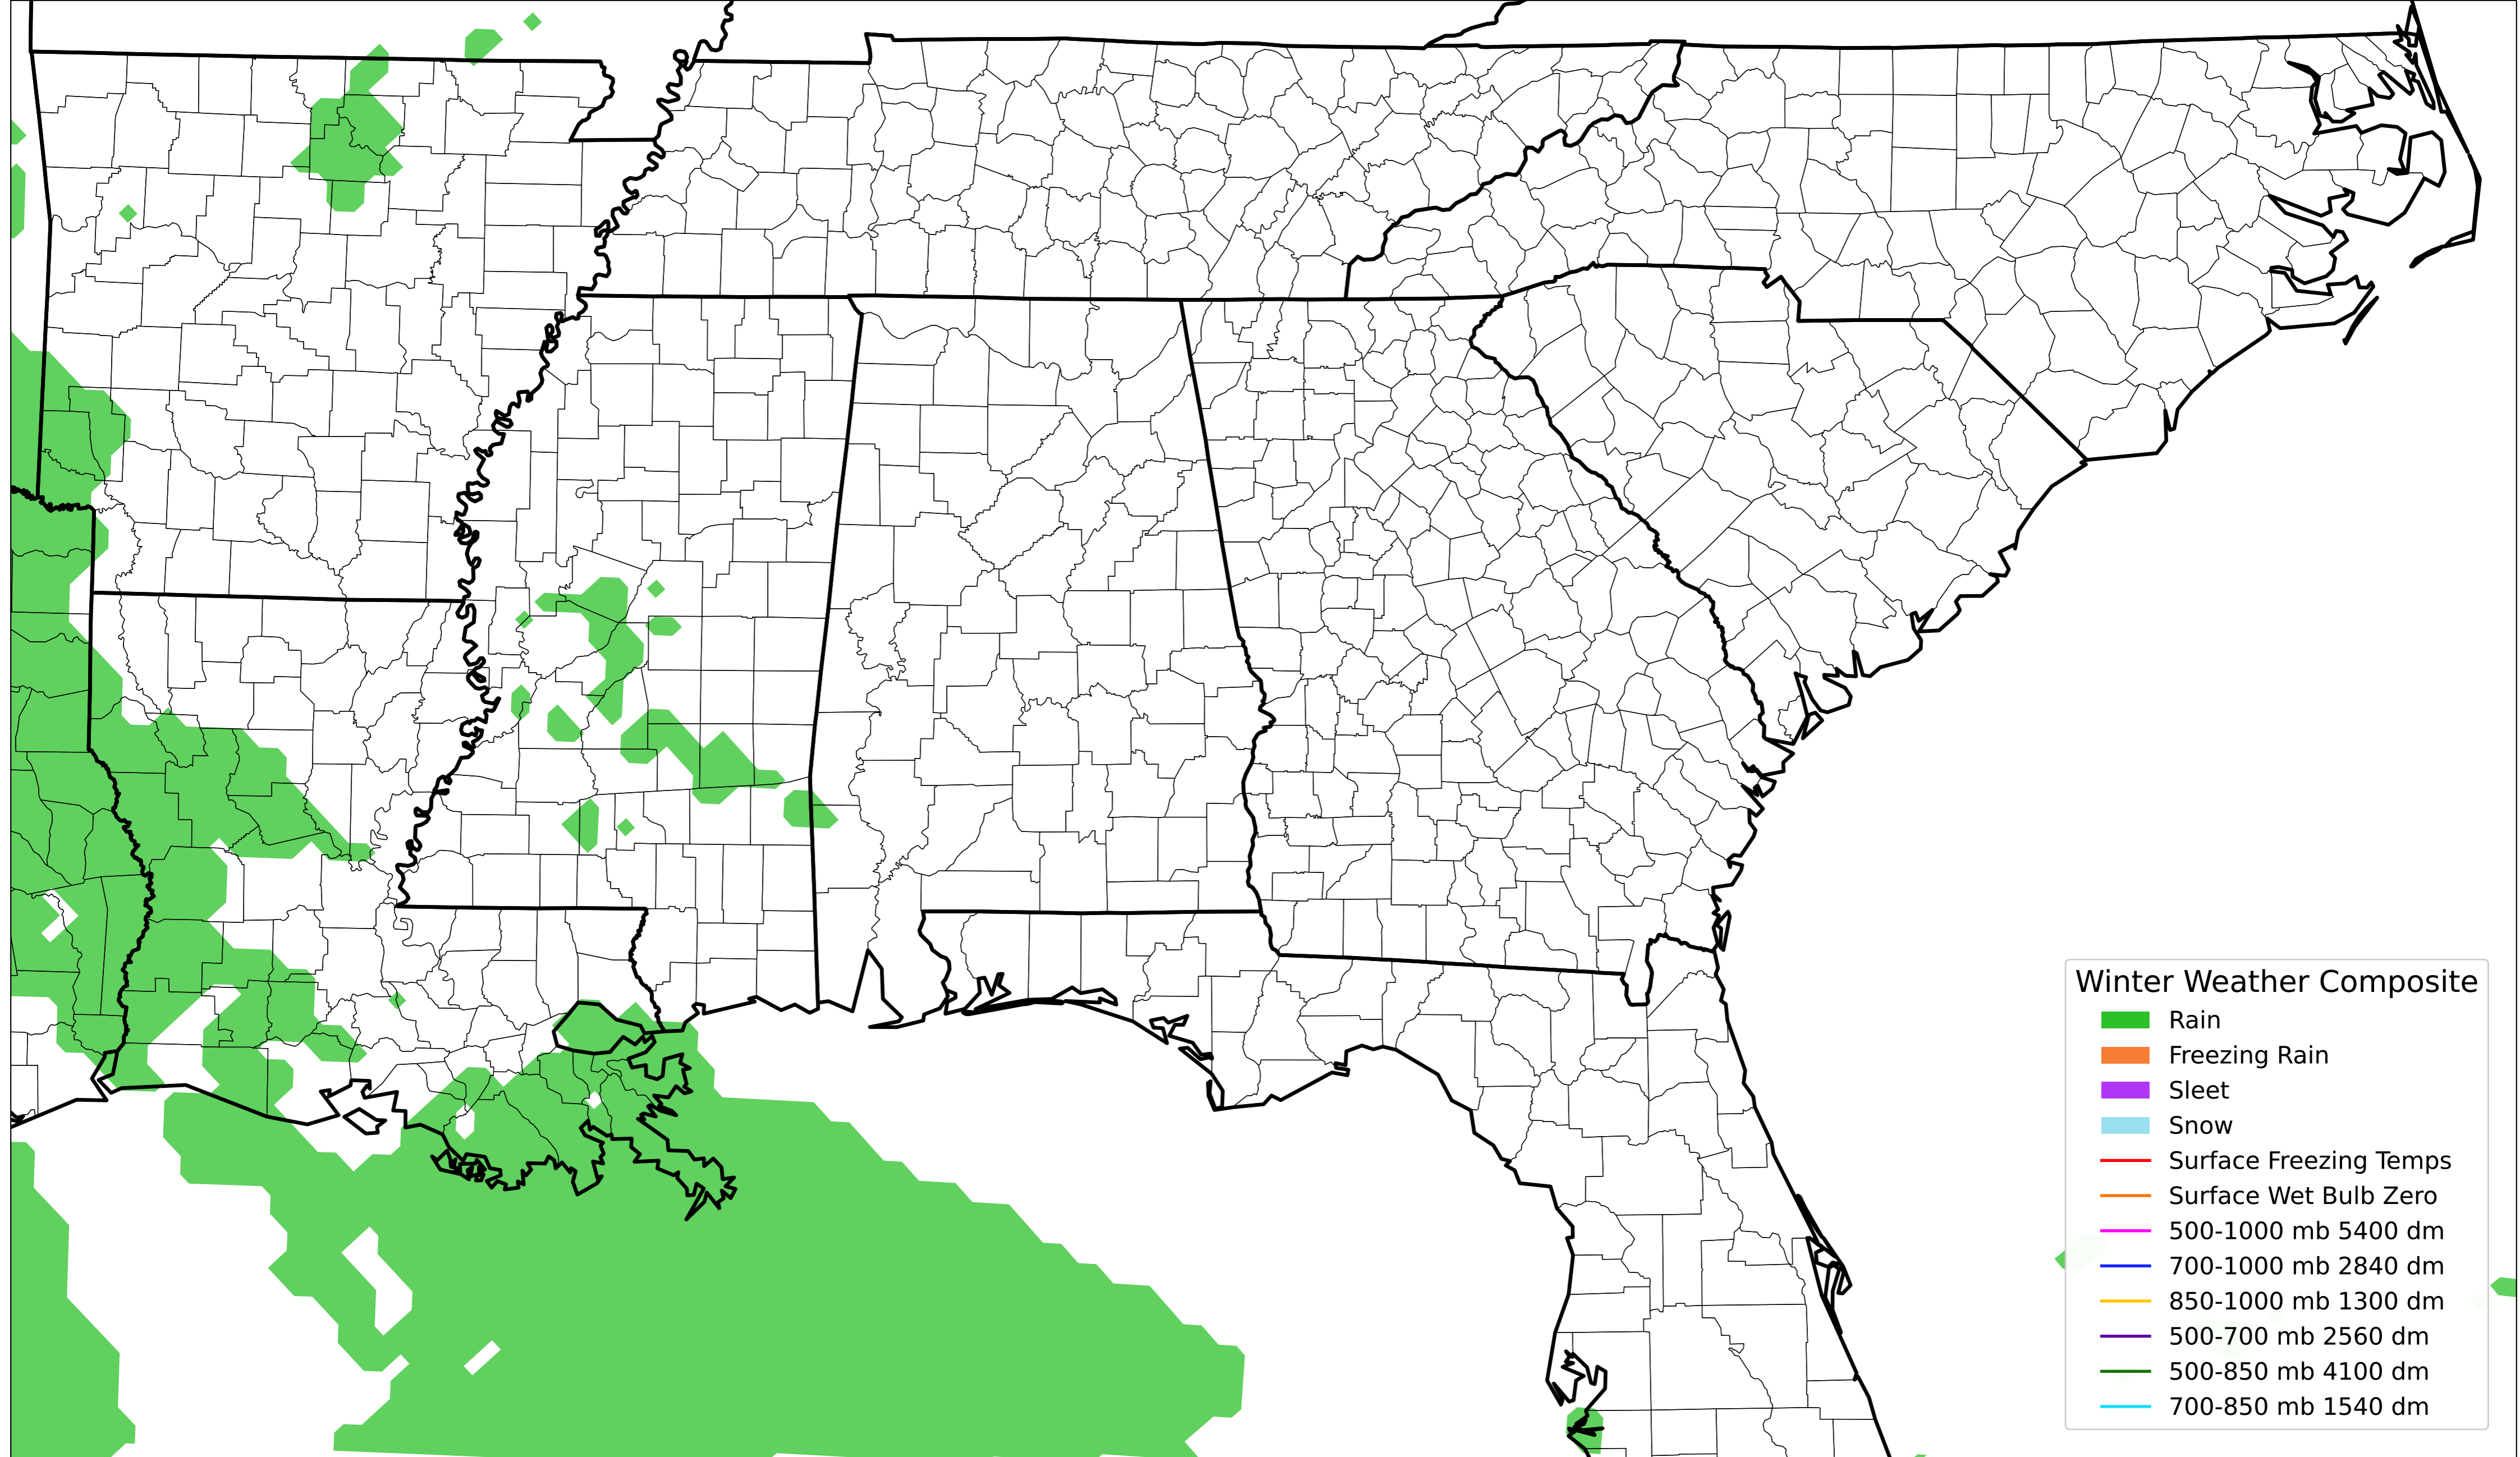 Winter Weather Composite
Rain
Freezing Rain
Sleet
Snow
Surface Freezing Temps
Surface Wet Bulb Zero
500-1000 mb 5400 dm
700-1000 mb 2840 dm
850-1000 mb 1300 dm
500-700 mb 2560 dm
500-850 mb 4100 dm
700-850 mb 1540 dm